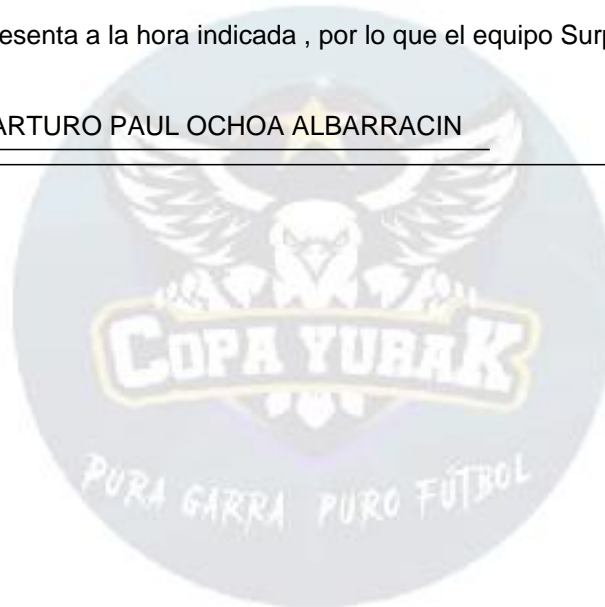 esenta a la hora indicada , por lo que el equipo Surp
ARTURO PAUL OCHOA ALBARRACIN
COPA YURAK
PURA GARRA PURO FÚTBOL